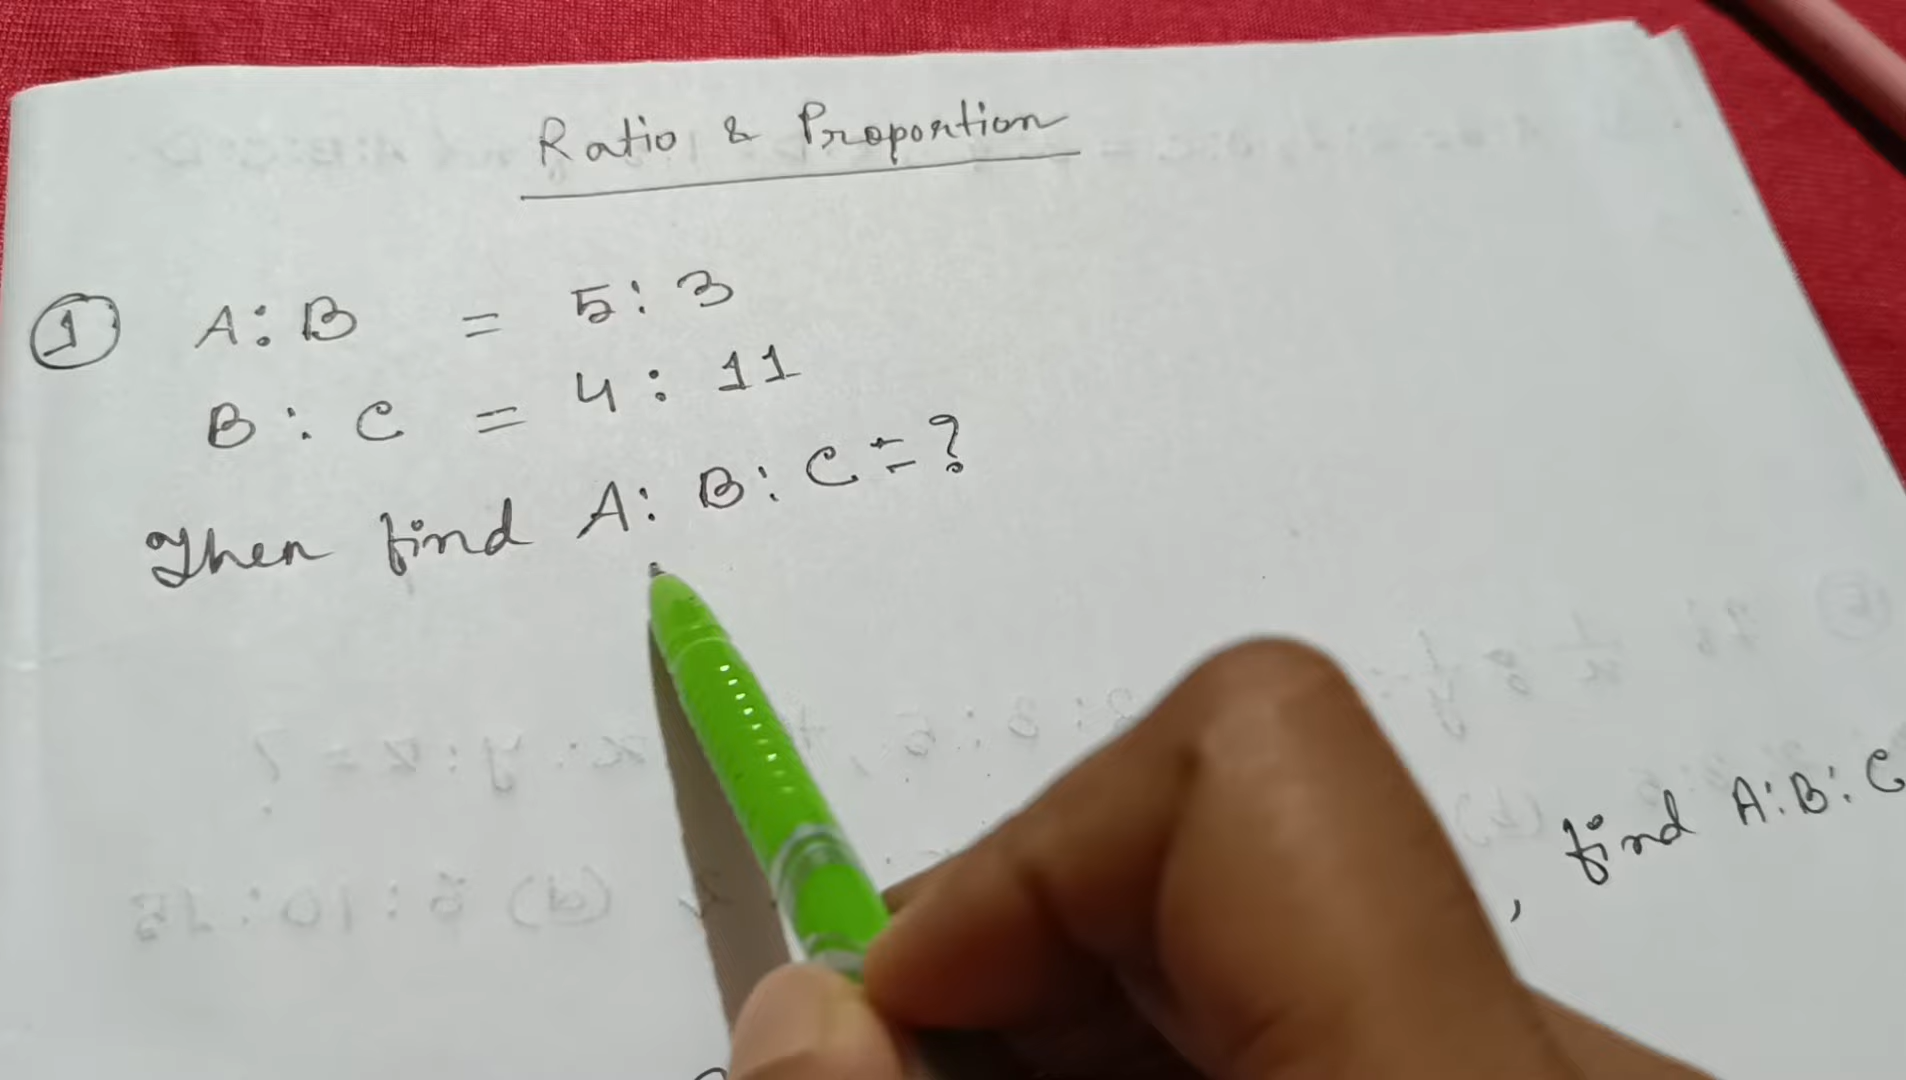 Ratio & Proportion
① A:B = 5:3
B:C = 4:11
Then find A:B:C=?
, find A:B:C